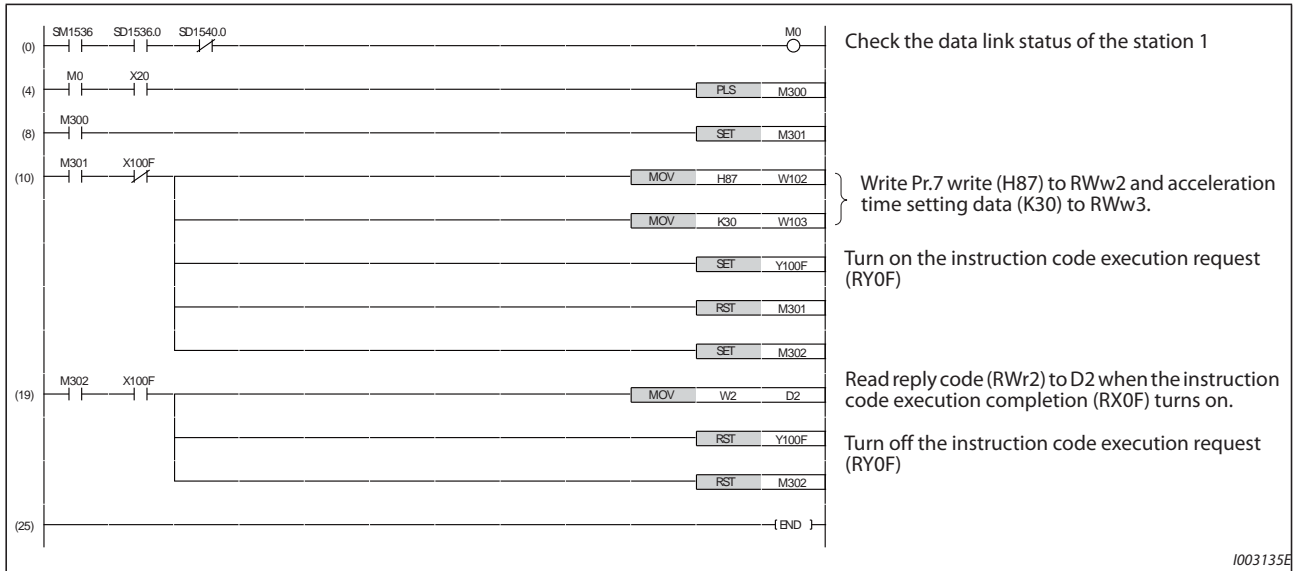 SM1536 SD1536.0 SD1540.0 M0
(0) Check the data link status of the station 1
M0 X20
(4) PLS M300
M300
(8) SET M301
M301 X100F
(10) MOV H87 W102
Write Pr.7 write (H87) to RWw2 and acceleration
time setting data (K30) to RWw3.
MOV K30 W103
SET Y100F
Turn on the instruction code execution request
(RY0F)
RST M301
SET M302
M302 X100F
(19) MOV W2 D2
Read reply code (RWr2) to D2 when the instruction
code execution completion (RX0F) turns on.
RST Y100F
Turn off the instruction code execution request
(RY0F)
RST M302
(25) END
I003135E